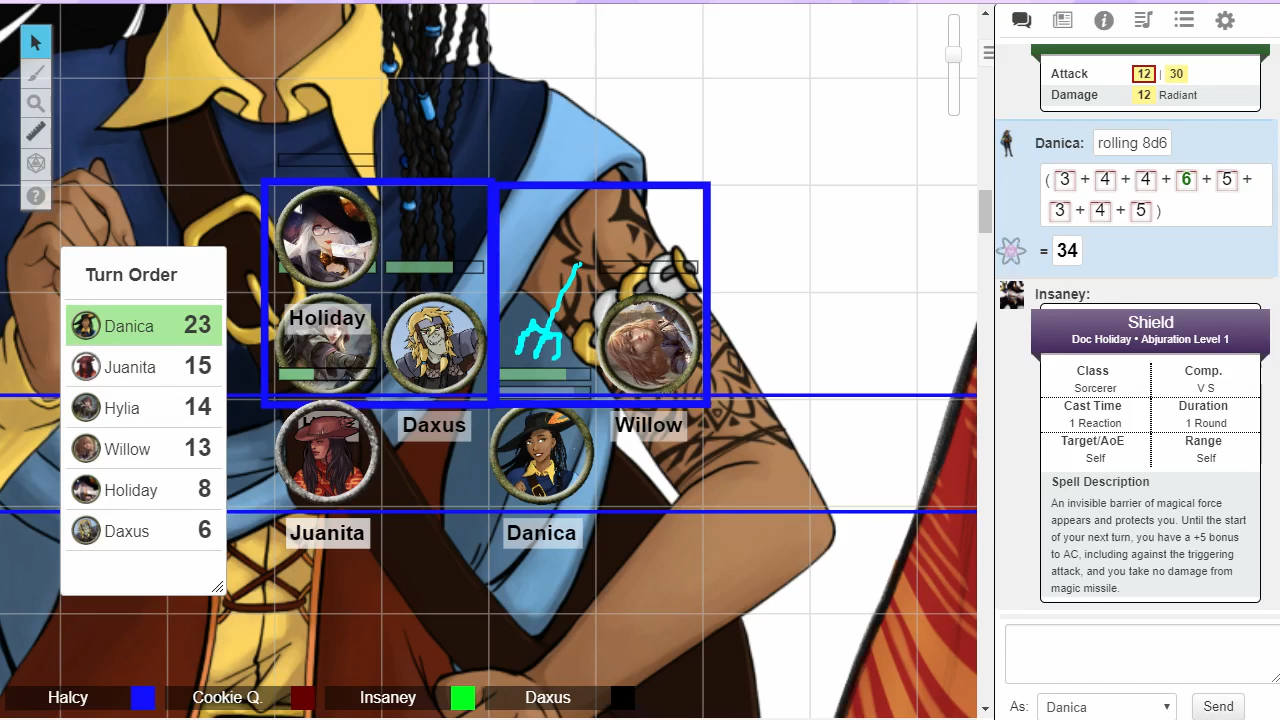 Turn Order
Danica 23
Juanita 15
Hylia 14
Willow 13
Holiday 8
Daxus 6
Holiday
Daxus
Willow
Juanita
Danica
Halcy
Cookie Q.
Insaney
Daxus
Attack 12 | 30
Damage 12 Radiant
Danica: rolling 8d6
( 3 + 4 + 4 + 6 + 5 +
3 + 4 + 5 )
= 34
Insaney:
Shield
Doc Holiday • Abjuration Level 1
Class Comp.
Sorcerer V S
Cast Time Duration
1 Reaction 1 Round
Target/AoE Range
Self Self
Spell Description
An invisible barrier of magical force
appears and protects you. Until the start
of your next turn, you have a +5 bonus
to AC, including against the triggering
attack, and you take no damage from
magic missile.
As: Danica Send